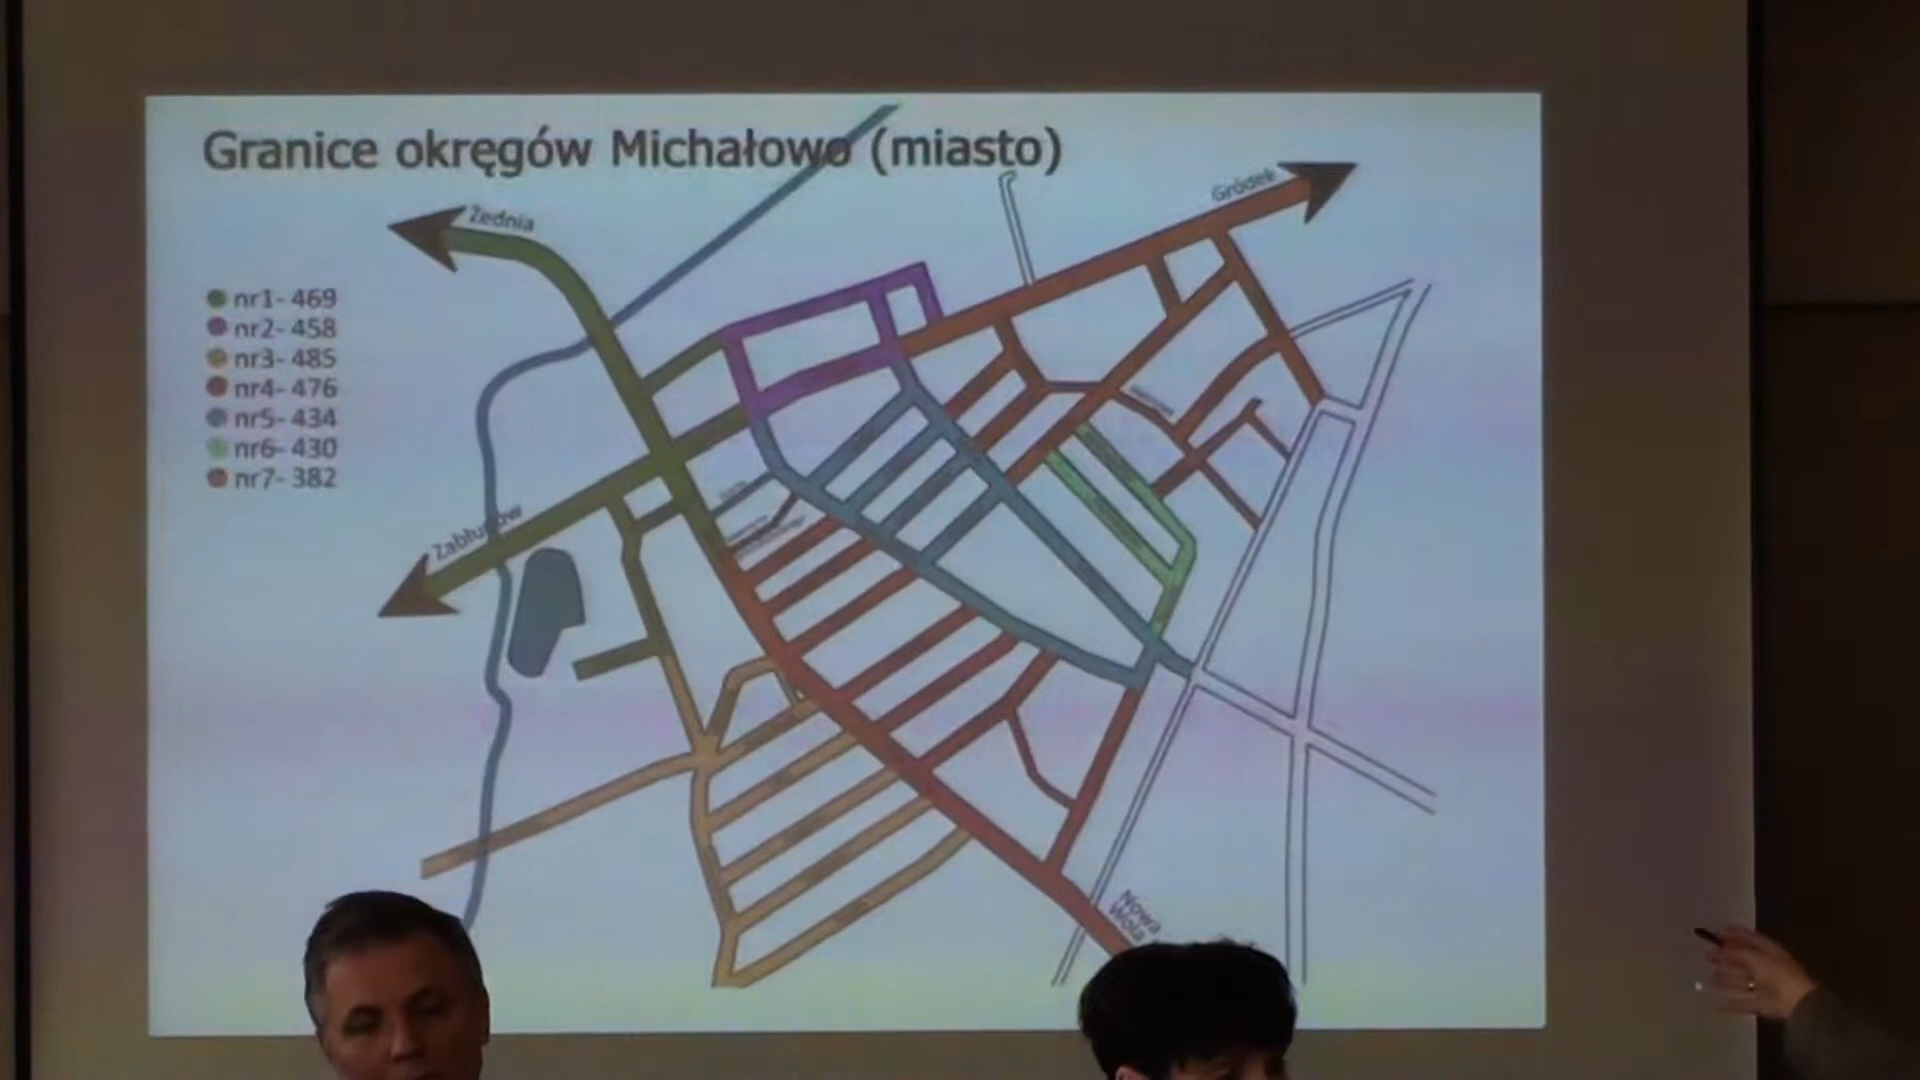 Granice okręgów Michałowo (miasto)
Żednia
Gródek
nr1- 469
nr2- 458
nr3- 485
nr4- 476
nr5- 434
nr6- 430
nr7- 382
Zabłudów
Nowa
Wola